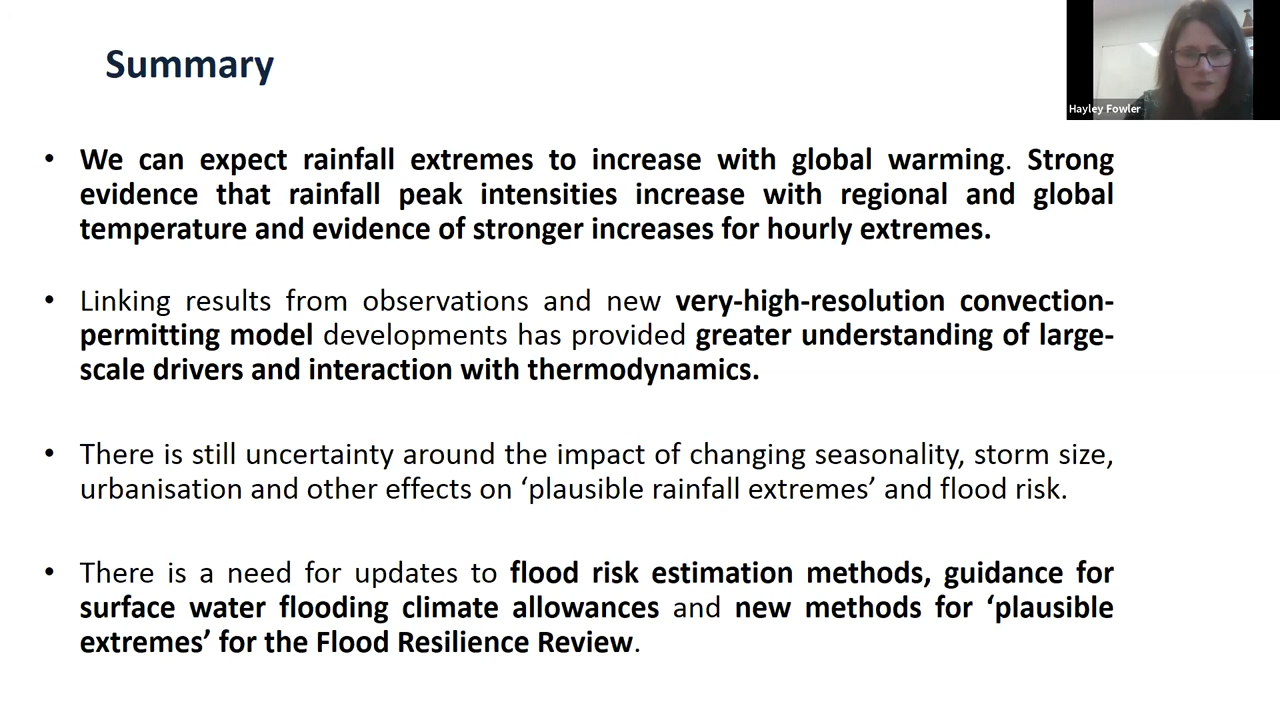 Summary
Hayley Fowler
• We can expect rainfall extremes to increase with global warming. Strong
evidence that rainfall peak intensities increase with regional and global
temperature and evidence of stronger increases for hourly extremes.
• Linking results from observations and new very-high-resolution convection-
permitting model developments has provided greater understanding of large-
scale drivers and interaction with thermodynamics.
• There is still uncertainty around the impact of changing seasonality, storm size,
urbanisation and other effects on ‘plausible rainfall extremes’ and flood risk.
• There is a need for updates to flood risk estimation methods, guidance for
surface water flooding climate allowances and new methods for ‘plausible
extremes’ for the Flood Resilience Review.